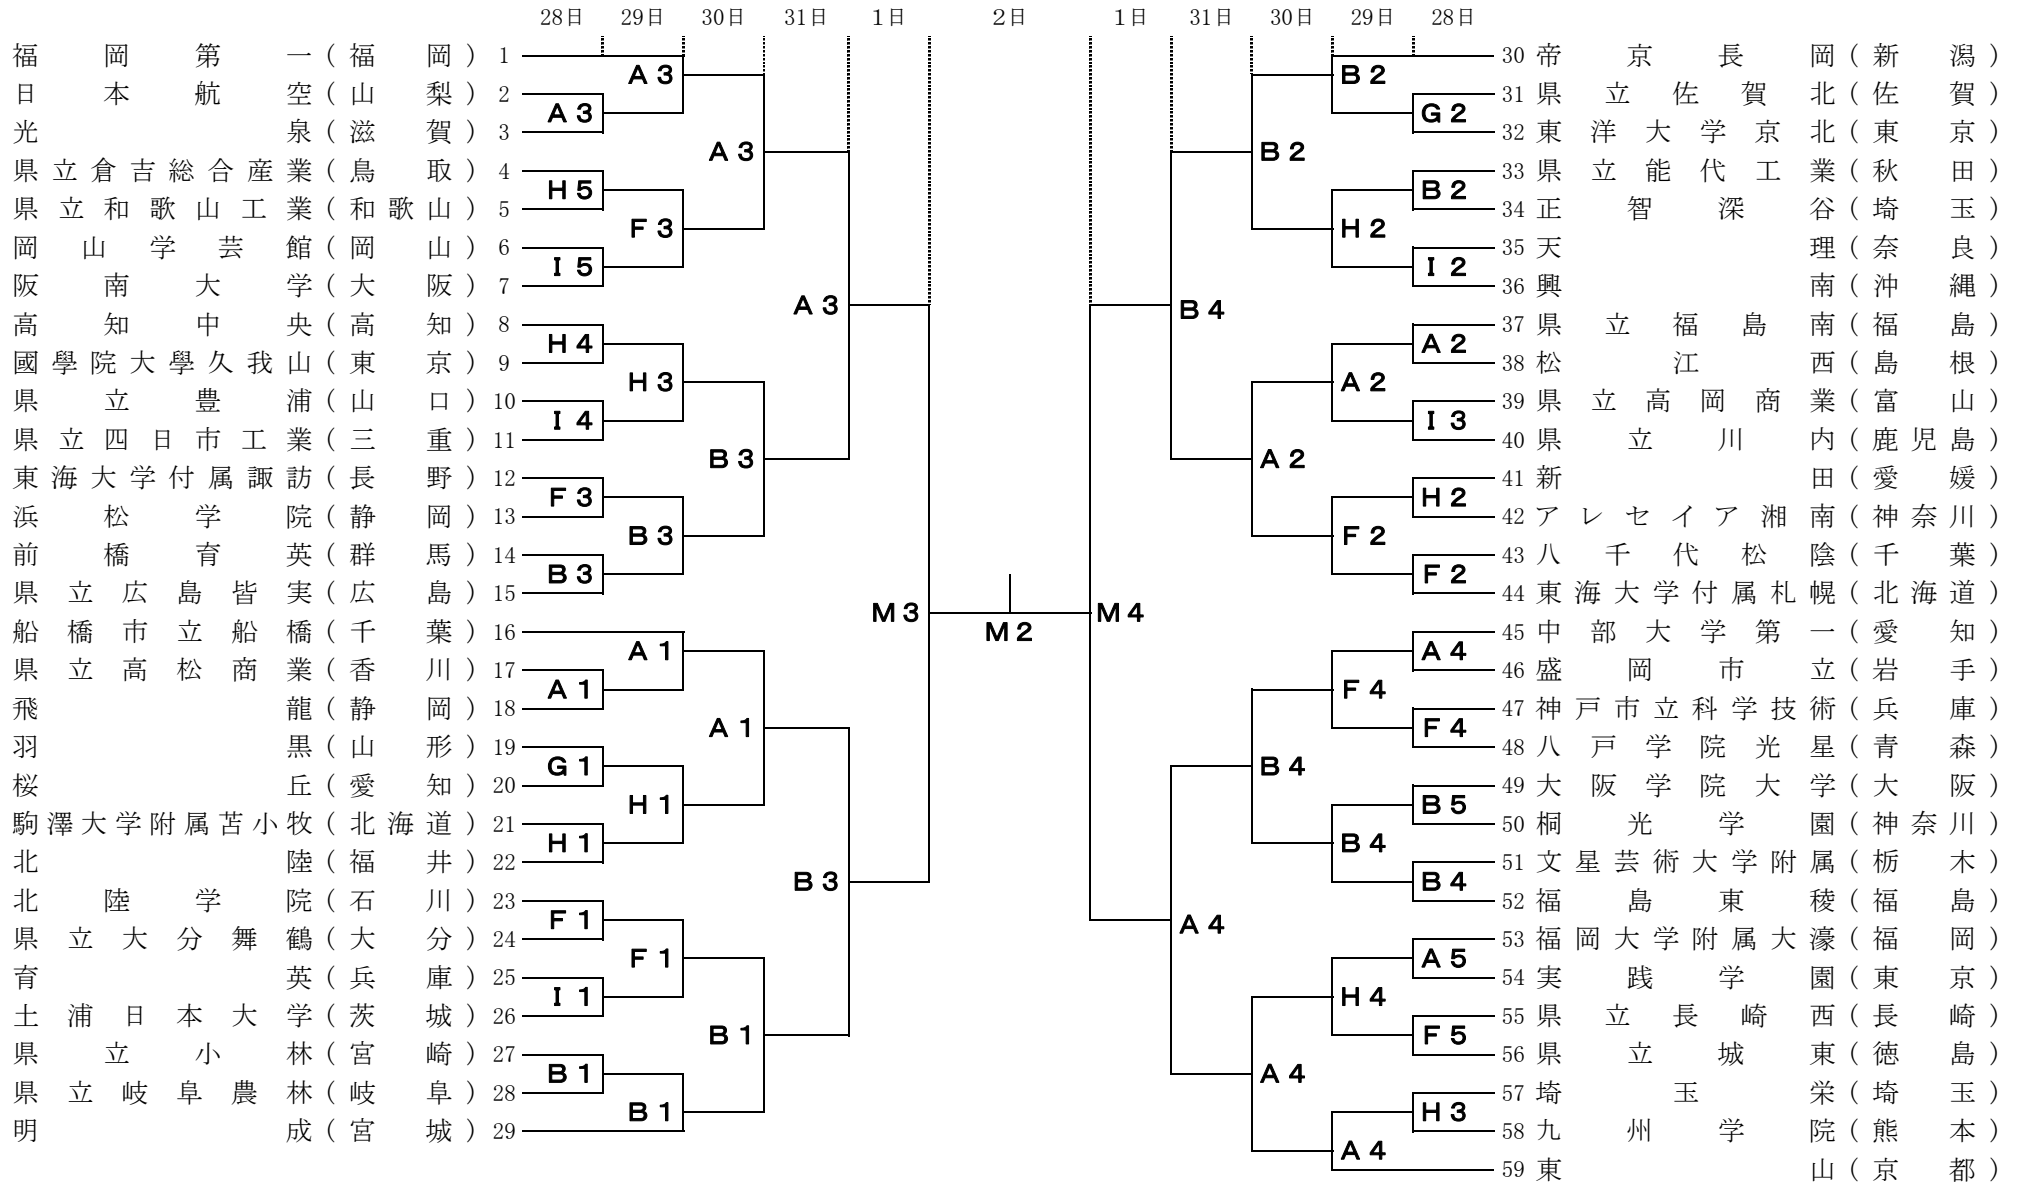 28日 29日 30日 31日 1日 2日 1日 31日 30日 29日 28日
福岡第一(福岡) 1
日本航空(山梨) 2
光泉(滋賀) 3
県立倉吉総合産業(鳥取) 4
県立和歌山工業(和歌山) 5
岡山学芸館(岡山) 6
阪南大学(大阪) 7
高知中央(高知) 8
國學院大學久我山(東京) 9
県立豊浦(山口) 10
県立四日市工業(三重) 11
東海大学付属諏訪(長野) 12
浜松学院(静岡) 13
前橋育英(群馬) 14
県立広島皆実(広島) 15
船橋市立船橋(千葉) 16
県立高松商業(香川) 17
飛龍(静岡) 18
羽黒(山形) 19
桜丘(愛知) 20
駒澤大学附属苫小牧(北海道) 21
北陸(福井) 22
北陸学院(石川) 23
県立大分舞鶴(大分) 24
育英(兵庫) 25
土浦日本大学(茨城) 26
県立小林(宮崎) 27
県立岐阜農林(岐阜) 28
明成(宮城) 29
A3
H5
I5
H4
I4
F3
B3
A1
G1
H1
F1
I1
B1
A3
F3
H3
B3
A1
H1
F1
B1
A3
B3
A1
B1
A3
B3
M3
M2
M4
B4
A4
B2
A2
B4
A4
B2
H2
A2
F2
F4
B4
H4
A4
G2
B2
I2
A2
I3
H2
F2
A4
F4
B5
B4
A5
F5
H3
30 帝京長岡(新潟)
31 県立佐賀北(佐賀)
32 東洋大学京北(東京)
33 県立能代工業(秋田)
34 正智深谷(埼玉)
35 天理(奈良)
36 興南(沖縄)
37 県立福島南(福島)
38 松江西(島根)
39 県立高岡商業(富山)
40 県立川内(鹿児島)
41 新田(愛媛)
42 アレセイア湘南(神奈川)
43 八千代松陰(千葉)
44 東海大学付属札幌(北海道)
45 中部大学第一(愛知)
46 盛岡市立(岩手)
47 神戸市立科学技術(兵庫)
48 八戸学院光星(青森)
49 大阪学院大学(大阪)
50 桐光学園(神奈川)
51 文星芸術大学附属(栃木)
52 福島東稜(福島)
53 福岡大学附属大濠(福岡)
54 実践学園(東京)
55 県立長崎西(長崎)
56 県立城東(徳島)
57 埼玉栄(埼玉)
58 九州学院(熊本)
59 東山(京都)